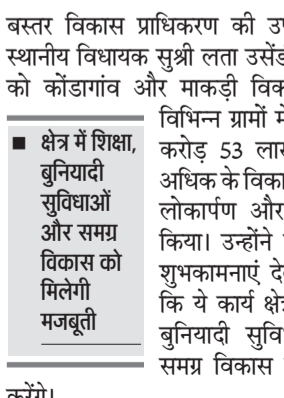 बस्तर विकास प्राधिकरण की
स्थानीय विधायक सुश्री लता
को कोंडागांव और माकड़ी
विभिन्न ग्रामों
करोड़ 53
अधिक के
लोकार्पण और
किया। उन्होंने
शुभकामनाएं
कि ये कार्य
बुनियादी
समग्र विकास
■ क्षेत्र में शिक्षा,
बुनियादी
सुविधाओं
और समग्र
विकास को
मिलेगी
मजबूती
करेंगे।